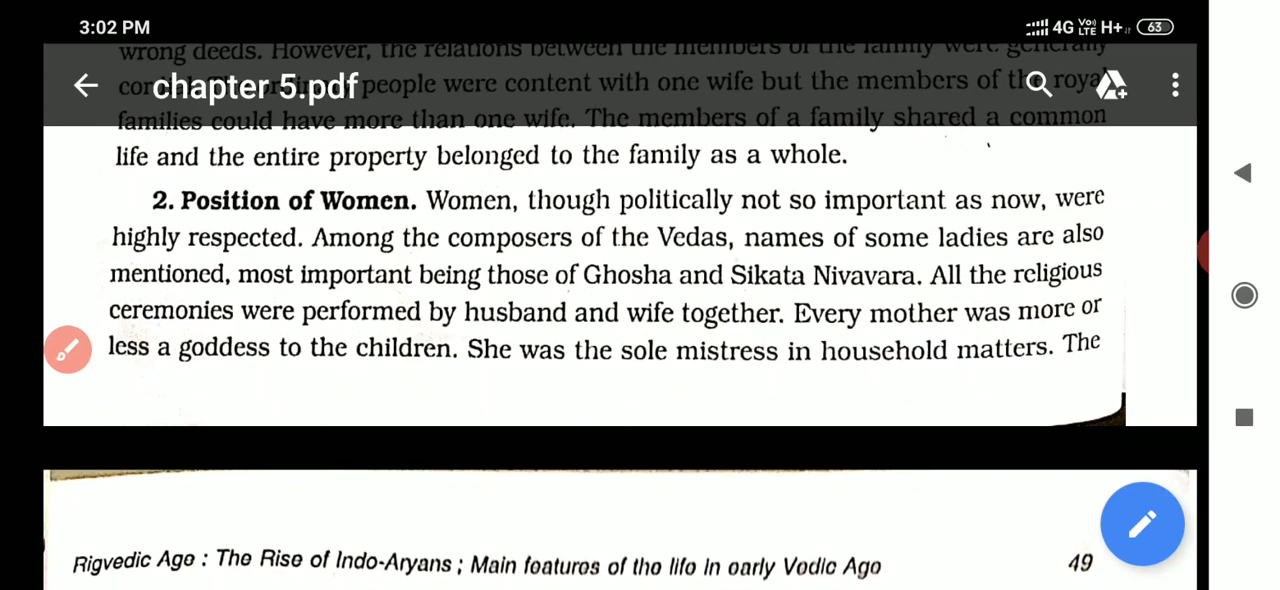 3:02 PM
4G Vo) LTE H+ 63
wrong deeds. However, the relations between the members of the family were generally
chapter 5.pdf
people were content with one wife but the members of the royal
families could have more than one wife. The members of a family shared a common
life and the entire property belonged to the family as a whole.
2. Position of Women. Women, though politically not so important as now, were
highly respected. Among the composers of the Vedas, names of some ladies are also
mentioned, most important being those of Ghosha and Sikata Nivavara. All the religious
ceremonies were performed by husband and wife together. Every mother was more or
less a goddess to the children. She was the sole mistress in household matters. The
Rigvedic Age : The Rise of Indo-Aryans ; Main features of the life in early Vedic Age 49